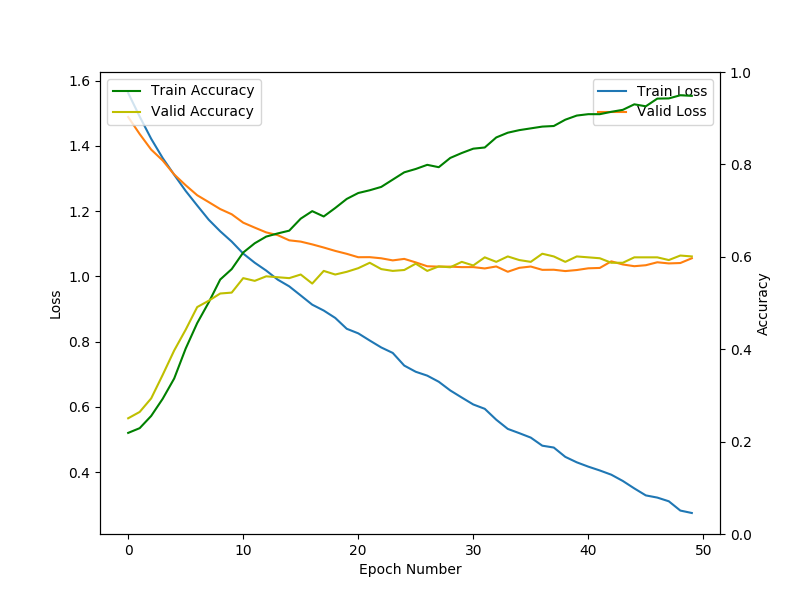 Train Accuracy
Valid Accuracy
Train Loss
Valid Loss
1.6
1.4
1.2
1.0
0.8
0.6
0.4
Loss
1.0
0.8
0.6
0.4
0.2
0.0
Accuracy
0
10
20
30
40
50
Epoch Number